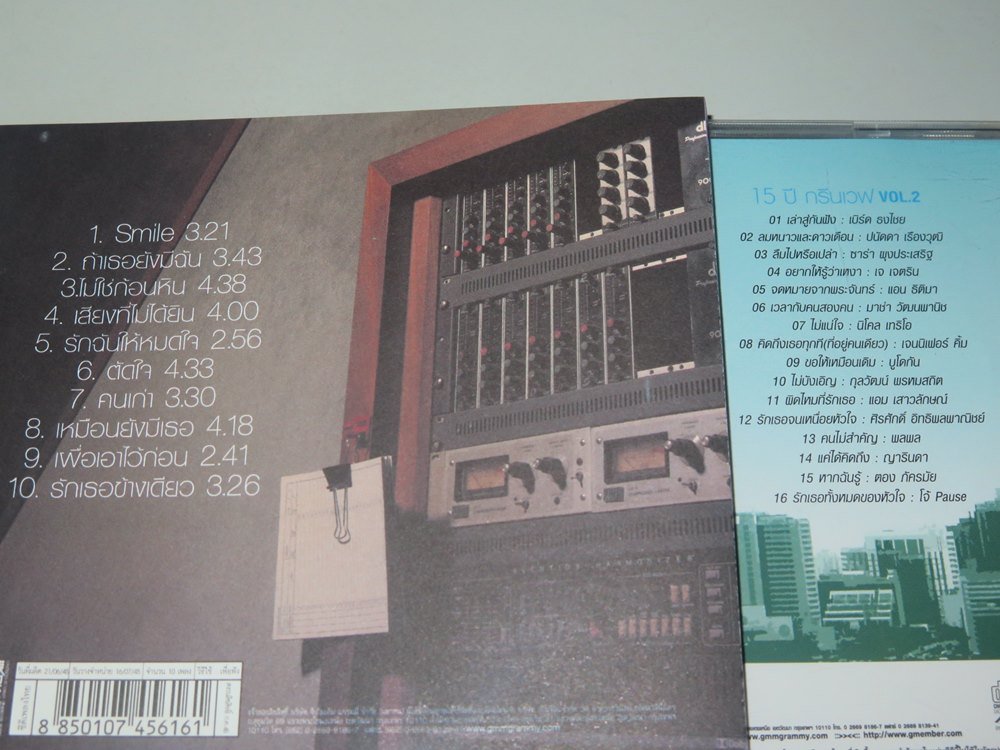 1. Smile 3.21
2. ถ้าเธอยังมีฉัน 3.43
3.ไม่ใช่ก่อนหิน 4.38
4. เสียงที่ไม่ได้ยิน 4.00
5. รักฉันให้หมดใจ 2.56
6. ตัดใจ 4.33
7. คนเก่า 3.30
8. เหมือนยังมีเธอ 4.18
9. เผื่อเอาไว้ก่อน 2.41
10. รักเธอข้างเดียว 3.26
15 ปี กรีนเวฟ VOL.2
01 เล่าสู่กันฟัง : เบิร์ด ธงไชย
02 ลมหนาวและดาวเดือน : ปนัดดา เรืองวุฒิ
03 ลืมไปหรือเปล่า : ซาร่า ผุงประเสริฐ
04 อยากให้รู้ว่าเหงา : เจ เจตริน
05 จดหมายจากพระจันทร์ : แอน ธิติมา
06 เวลากับคนสองคน : มาช่า วัฒนพานิช
07 ไม่แน่ใจ : นิโคล เทริโอ
08 คิดถึงเธอทุกที(ที่อยู่คนเดียว) : เจนนิเฟอร์ คิ้ม
09 ขอให้เหมือนเดิม : บูโดกัน
10 ไม่บังเอิญ : กุลวัฒน์ พรหมสถิต
11 ผิดไหมที่รักเธอ : แอม เสาวลักษณ์
12 รักเธอจนเหนื่อยหัวใจ : ศิรศักดิ์ อิทธิพลพาณิชย์
13 คนไม่สำคัญ : พลพล
14 แค่ได้คิดถึง : ญารินดา
15 หากฉันรู้ : ตอง ภัครมัย
16 รักเธอทั้งหมดของหัวใจ : โจ้ Pause
EVENTIDE HARMONIZER
จำนวน 10 เพลง
8 850107 456161
www.gmmgrammy.com
www.gmmgrammy.com :>><<: http://www.gmember.com